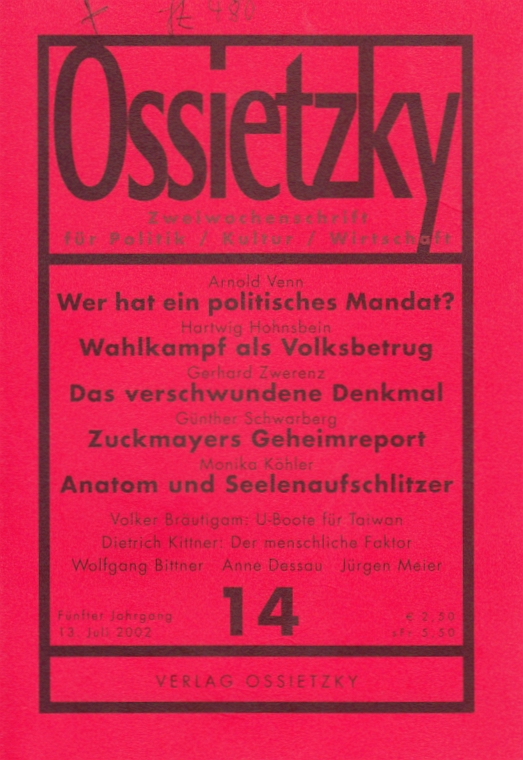 Ossietzky
Zweiwochenschrift
für Politik / Kultur / Wirtschaft
Arnold Venn
Wer hat ein politisches Mandat?
Hartwig Hohnsbein
Wahlkampf als Volksbetrug
Gerhard Zwerenz
Das verschwundene Denkmal
Günther Schwarberg
Zuckmayers Geheimreport
Monika Köhler
Anatom und Seelenaufschlitzer
Volker Bräutigam: U-Boote für Taiwan
Dietrich Kittner: Der menschliche Faktor
Wolfgang Bittner Anne Dessau Jürgen Meier
Fünfter Jahrgang
13. Juli 2002
14
€ 2,50
sfr 5,50
VERLAG OSSIETZKY